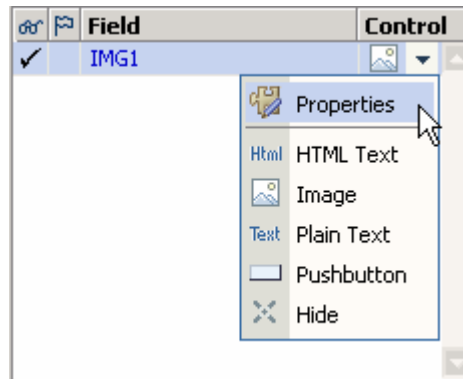 Field Control
IMG1
Properties
Html HTML Text
Image
Text Plain Text
Pushbutton
Hide